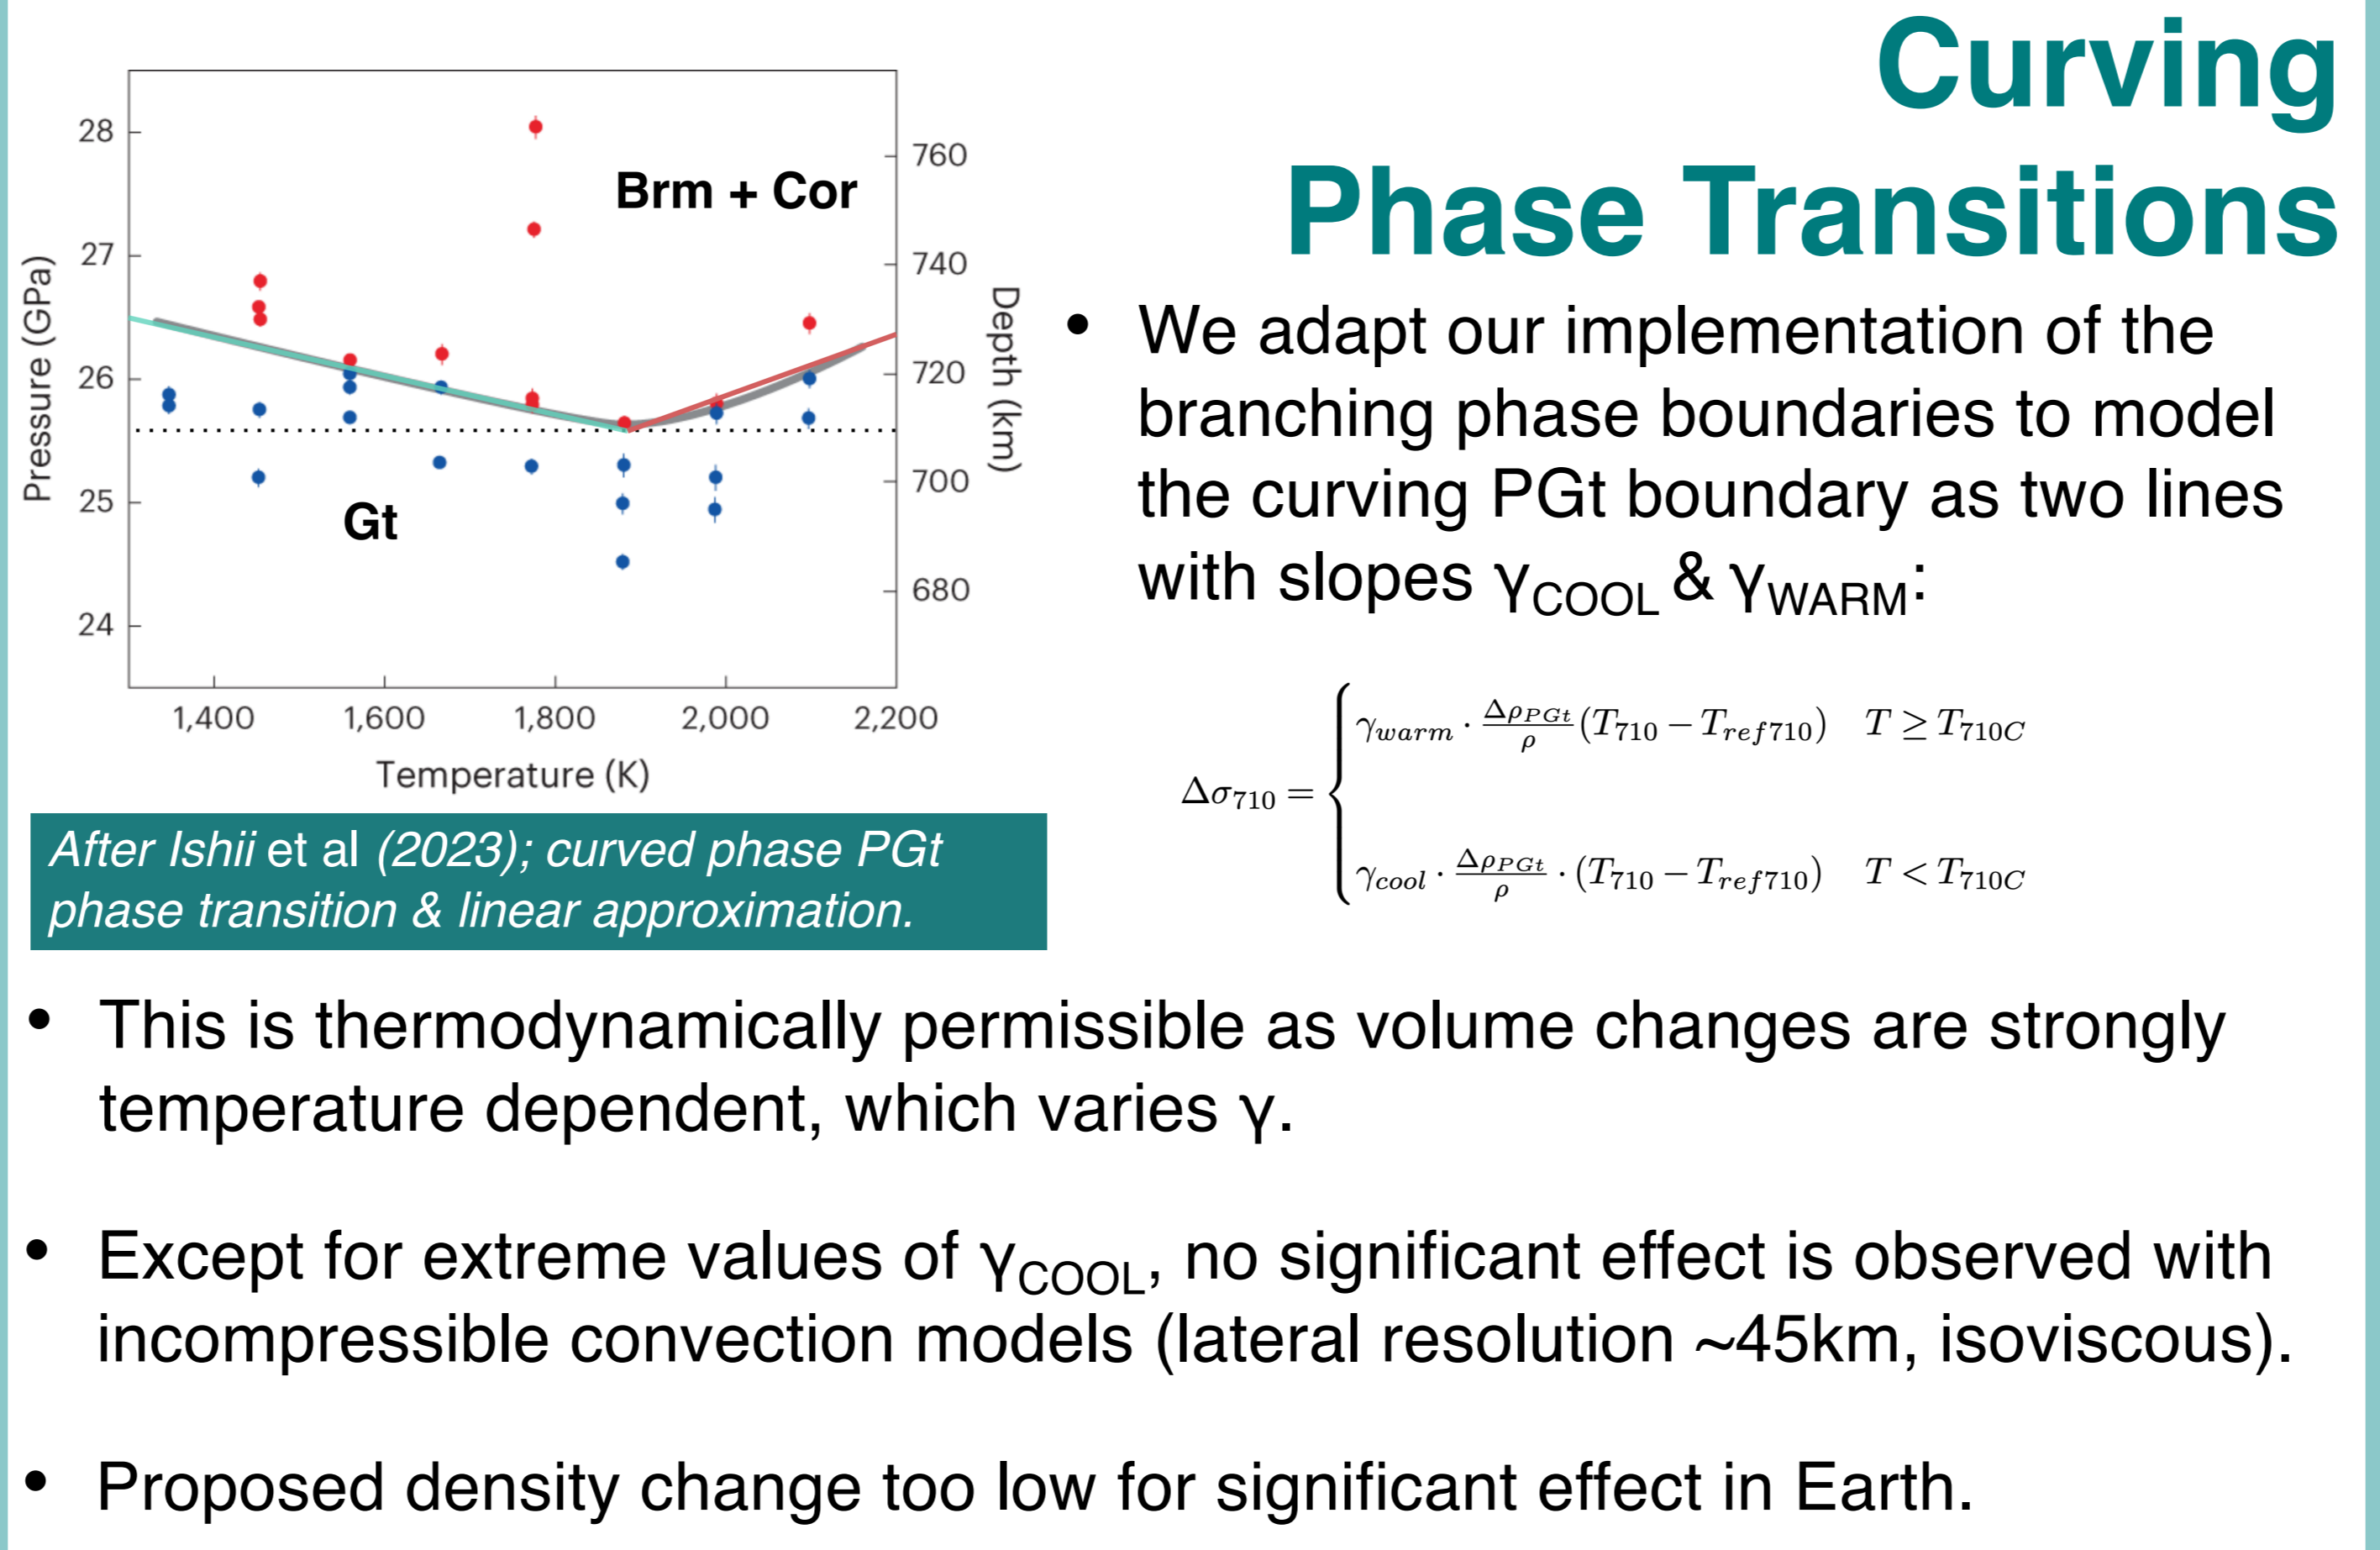 Curving
Phase Transitions
28
27
26
25
24
Pressure (GPa)
760
740
720
700
680
Depth (km)
Brm + Cor
Gt
1,400 1,600 1,800 2,000 2,200
Temperature (K)
After Ishii et al (2023); curved phase PGt
phase transition & linear approximation.
• We adapt our implementation of the
branching phase boundaries to model
the curving PGt boundary as two lines
with slopes γCOOL & γWARM:
Δσ710 = { γwarm · ΔρPGt/ρ (T710 − Tref710) T ≥ T710C
γcool · ΔρPGt/ρ · (T710 − Tref710) T < T710C
• This is thermodynamically permissible as volume changes are strongly
temperature dependent, which varies γ.
• Except for extreme values of γCOOL, no significant effect is observed with
incompressible convection models (lateral resolution ~45km, isoviscous).
• Proposed density change too low for significant effect in Earth.